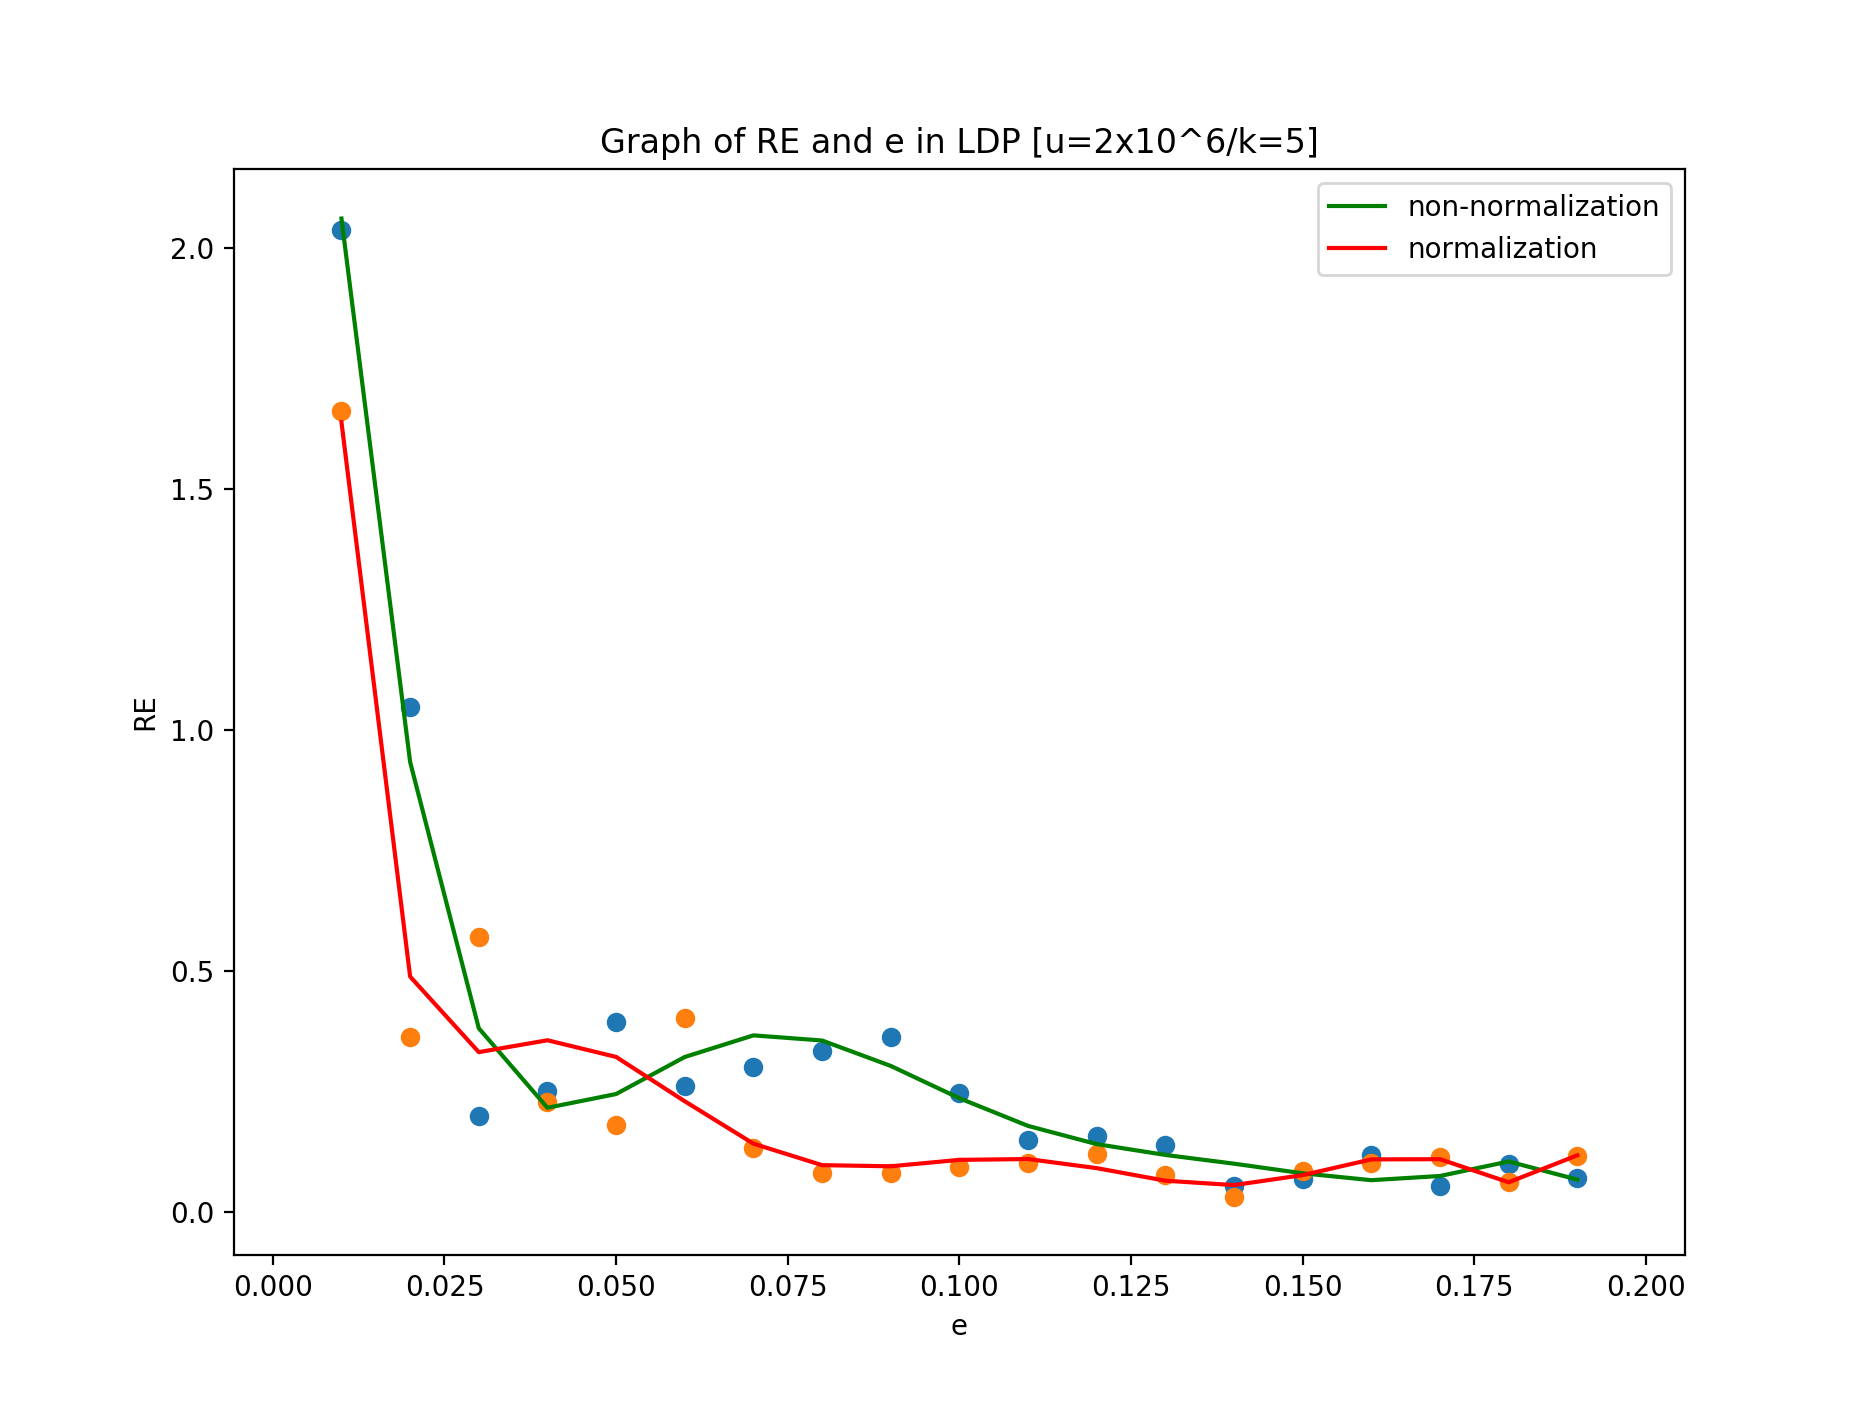 Graph of RE and e in LDP [u=2x10^6/k=5]
non-normalization
normalization
2.0
1.5
1.0
0.5
0.0
RE
0.000 0.025 0.050 0.075 0.100 0.125 0.150 0.175 0.200
e